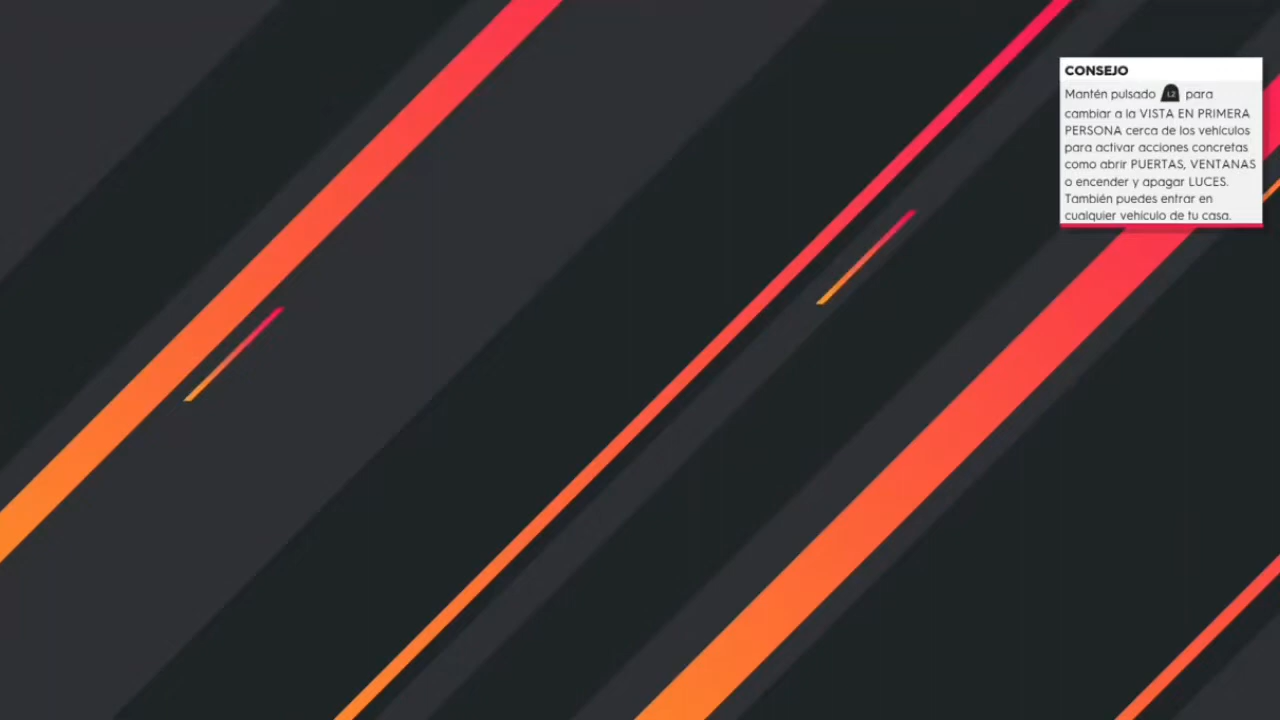 CONSEJO
Mantén pulsado L2 para
cambiar a la VISTA EN PRIMERA
PERSONA cerca de los vehículos
para activar acciones concretas
como abrir PUERTAS, VENTANAS
o encender y apagar LUCES.
También puedes entrar en
cualquier vehículo de tu casa.